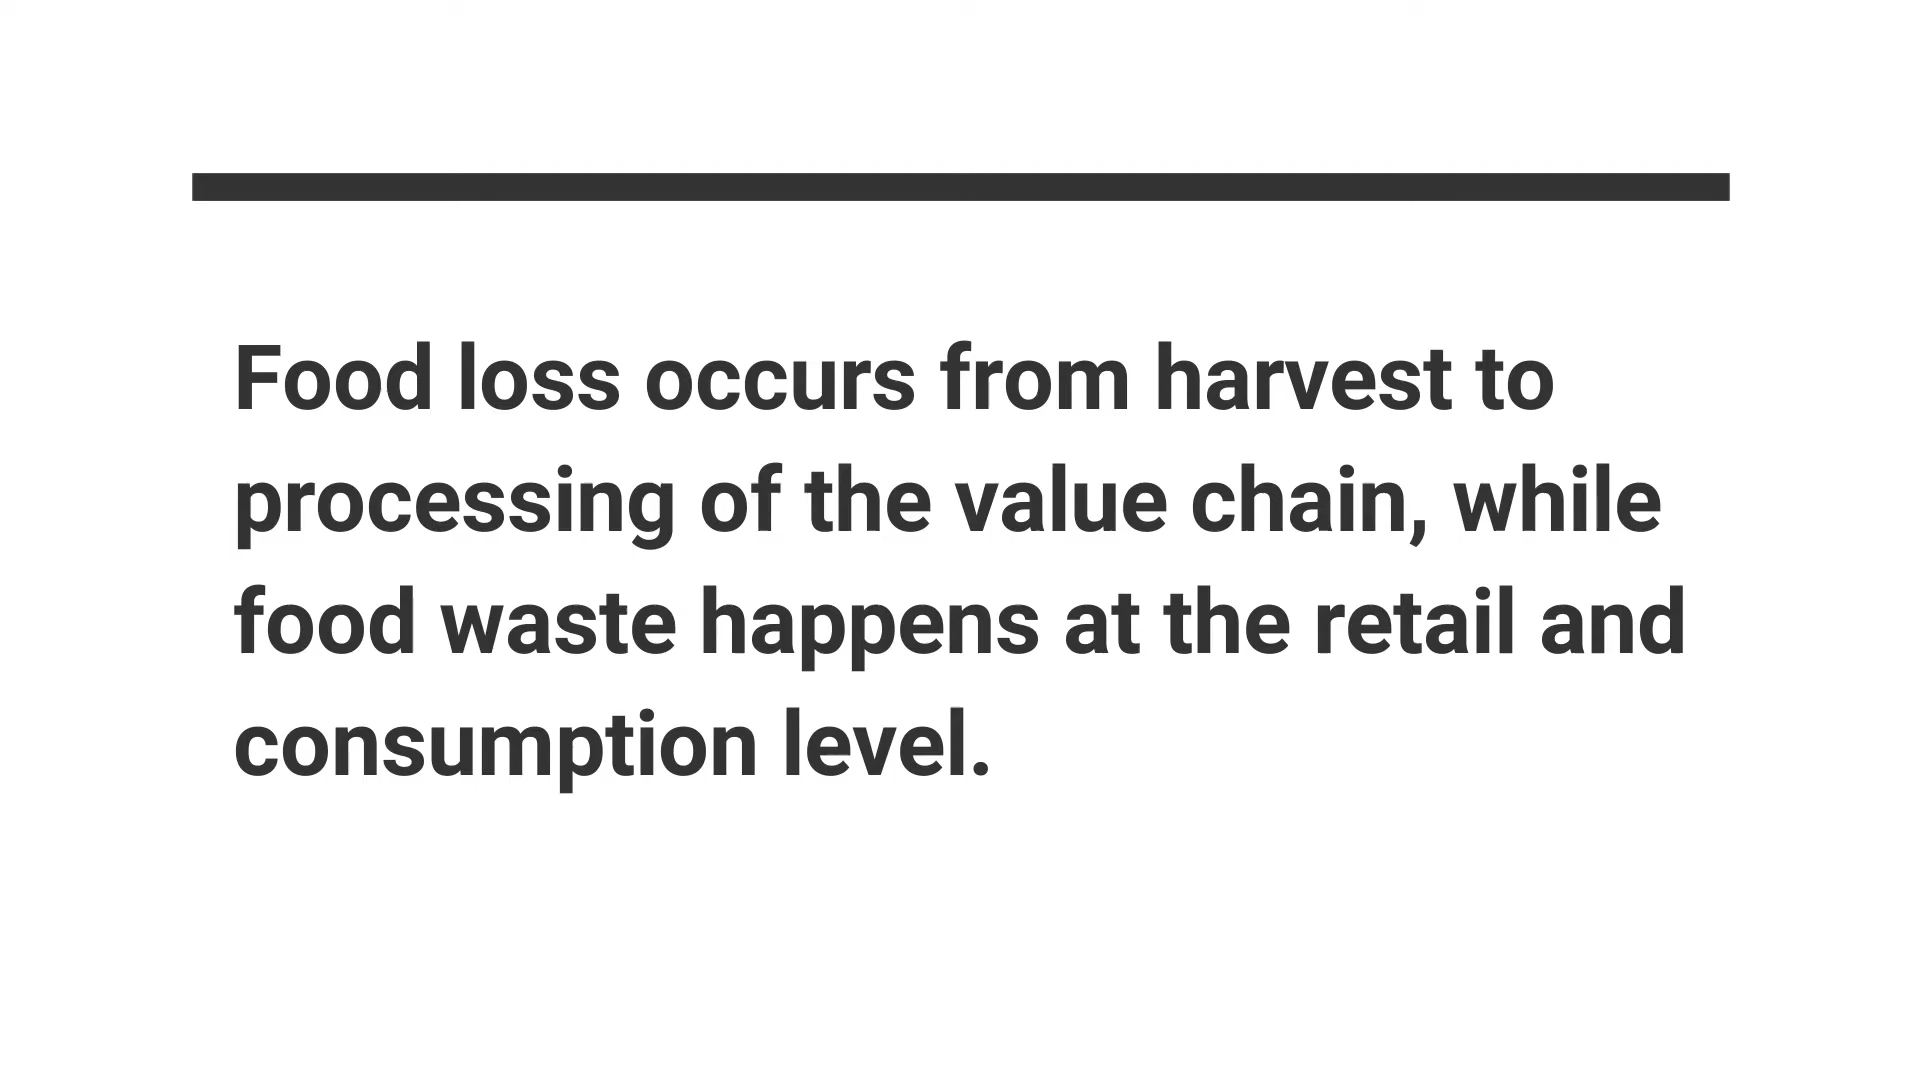 Food loss occurs from harvest to
processing of the value chain, while
food waste happens at the retail and
consumption level.